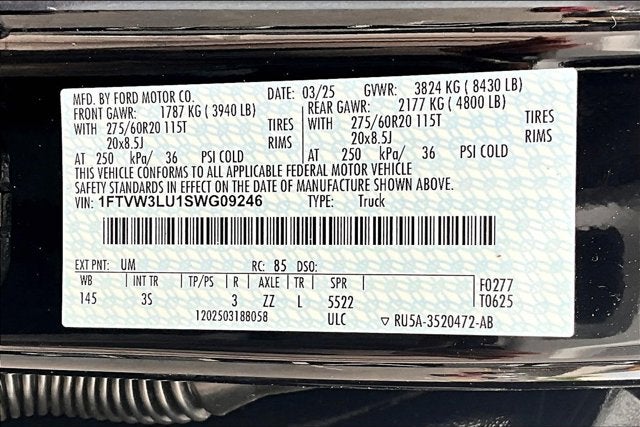 MFD. BY FORD MOTOR CO. DATE: 03/25 GVWR: 3824 KG ( 8430 LB)
FRONT GAWR: 1787 KG ( 3940 LB) REAR GAWR: 2177 KG ( 4800 LB)
WITH 275/60R20 115T TIRES WITH 275/60R20 115T TIRES
20x8.5J RIMS 20x8.5J RIMS
AT 250 kPa/ 36 PSI COLD AT 250 kPa/ 36 PSI COLD
THIS VEHICLE CONFORMS TO ALL APPLICABLE FEDERAL MOTOR VEHICLE
SAFETY STANDARDS IN EFFECT ON THE DATE OF MANUFACTURE SHOWN ABOVE.
VIN: 1FTVW3LU1SWG09246 TYPE: Truck
EXT PNT: UM RC: 85 DSO: F0277
WB INT TR TP/PS R AXLE TR SPR T0625
145 3S 3 ZZ L 5522
1202503188058 ULC ▽ RU5A-3520472-AB